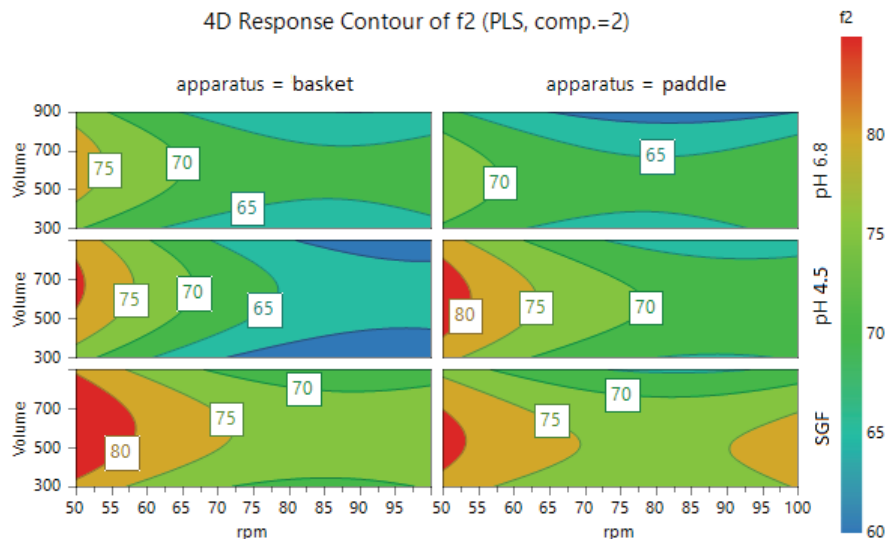 4D Response Contour of f2 (PLS, comp.=2)
f2
apparatus = basket
apparatus = paddle
900
700
500
300
Volume
75
70
65
70
65
pH 6.8
700
500
300
Volume
75
70
65
80
75
70
pH 4.5
700
500
300
Volume
80
75
70
75
70
SGF
50 55 60 65 70 75 80 85 90 95
rpm
50 55 60 65 70 75 80 85 90 95 100
rpm
80
75
70
65
60